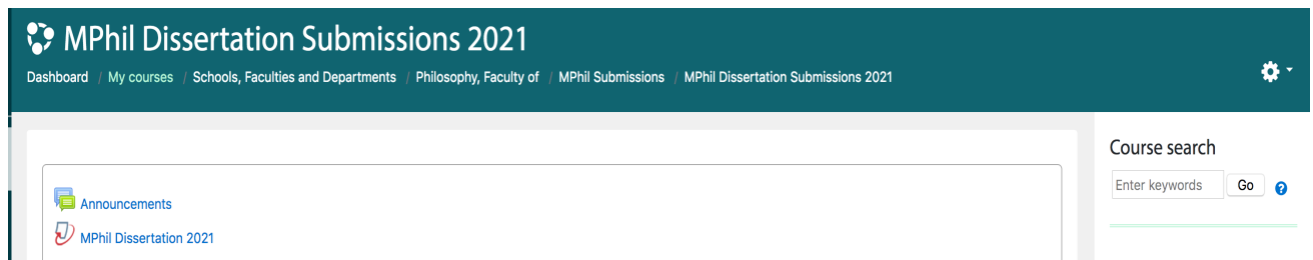 MPhil Dissertation Submissions 2021
Dashboard / My courses / Schools, Faculties and Departments / Philosophy, Faculty of / MPhil Submissions / MPhil Dissertation Submissions 2021
Course search
Enter keywords Go ?
Announcements
MPhil Dissertation 2021